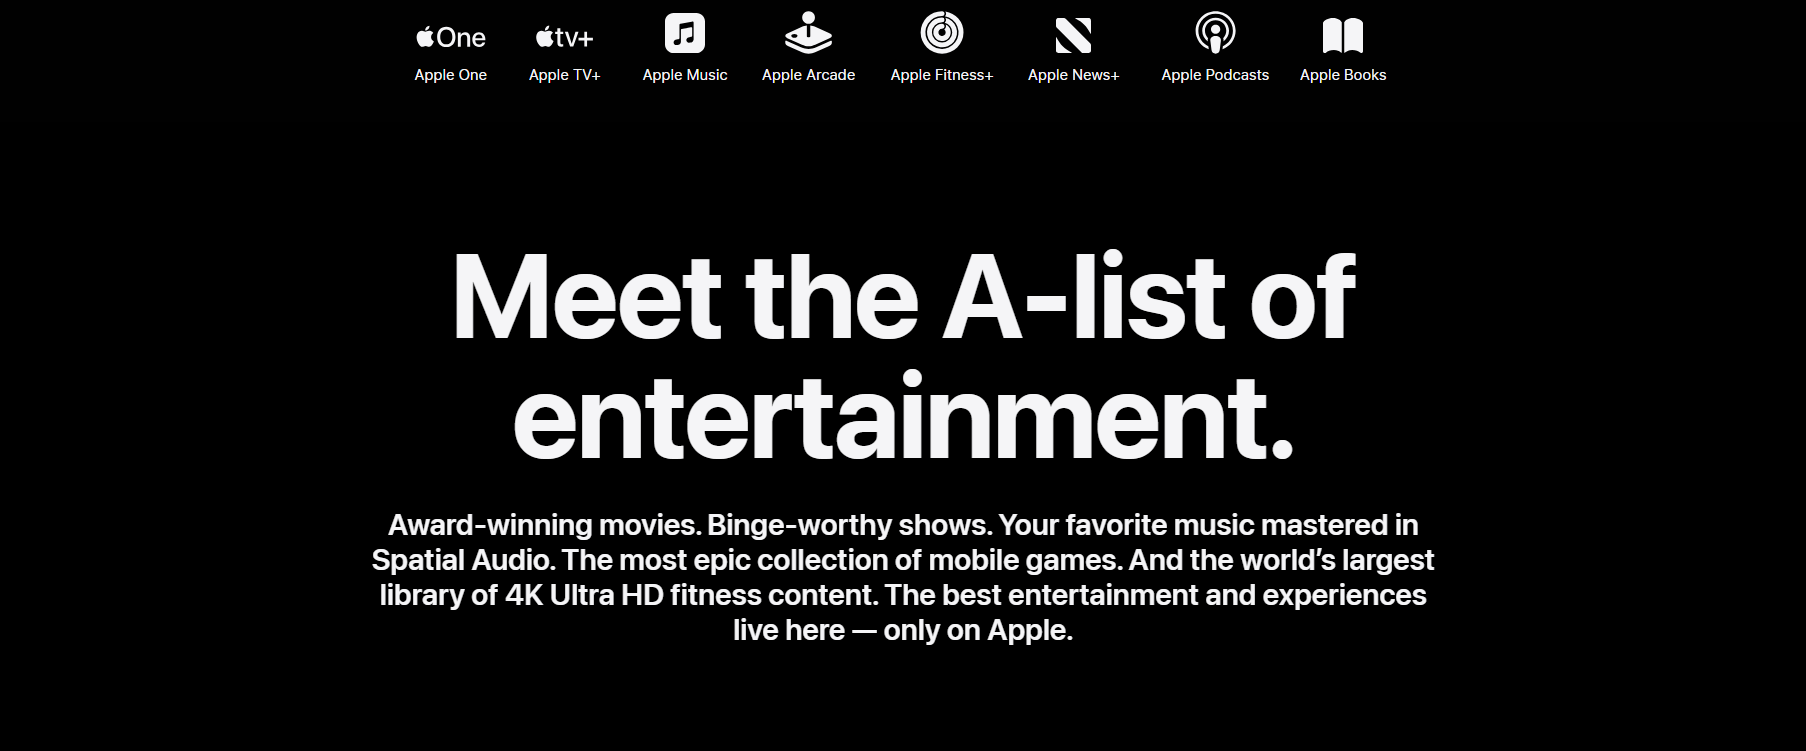 One tv+
Apple One Apple TV+ Apple Music Apple Arcade Apple Fitness+ Apple News+ Apple Podcasts Apple Books
Meet the A-list of
entertainment.
Award-winning movies. Binge-worthy shows. Your favorite music mastered in
Spatial Audio. The most epic collection of mobile games. And the world’s largest
library of 4K Ultra HD fitness content. The best entertainment and experiences
live here — only on Apple.